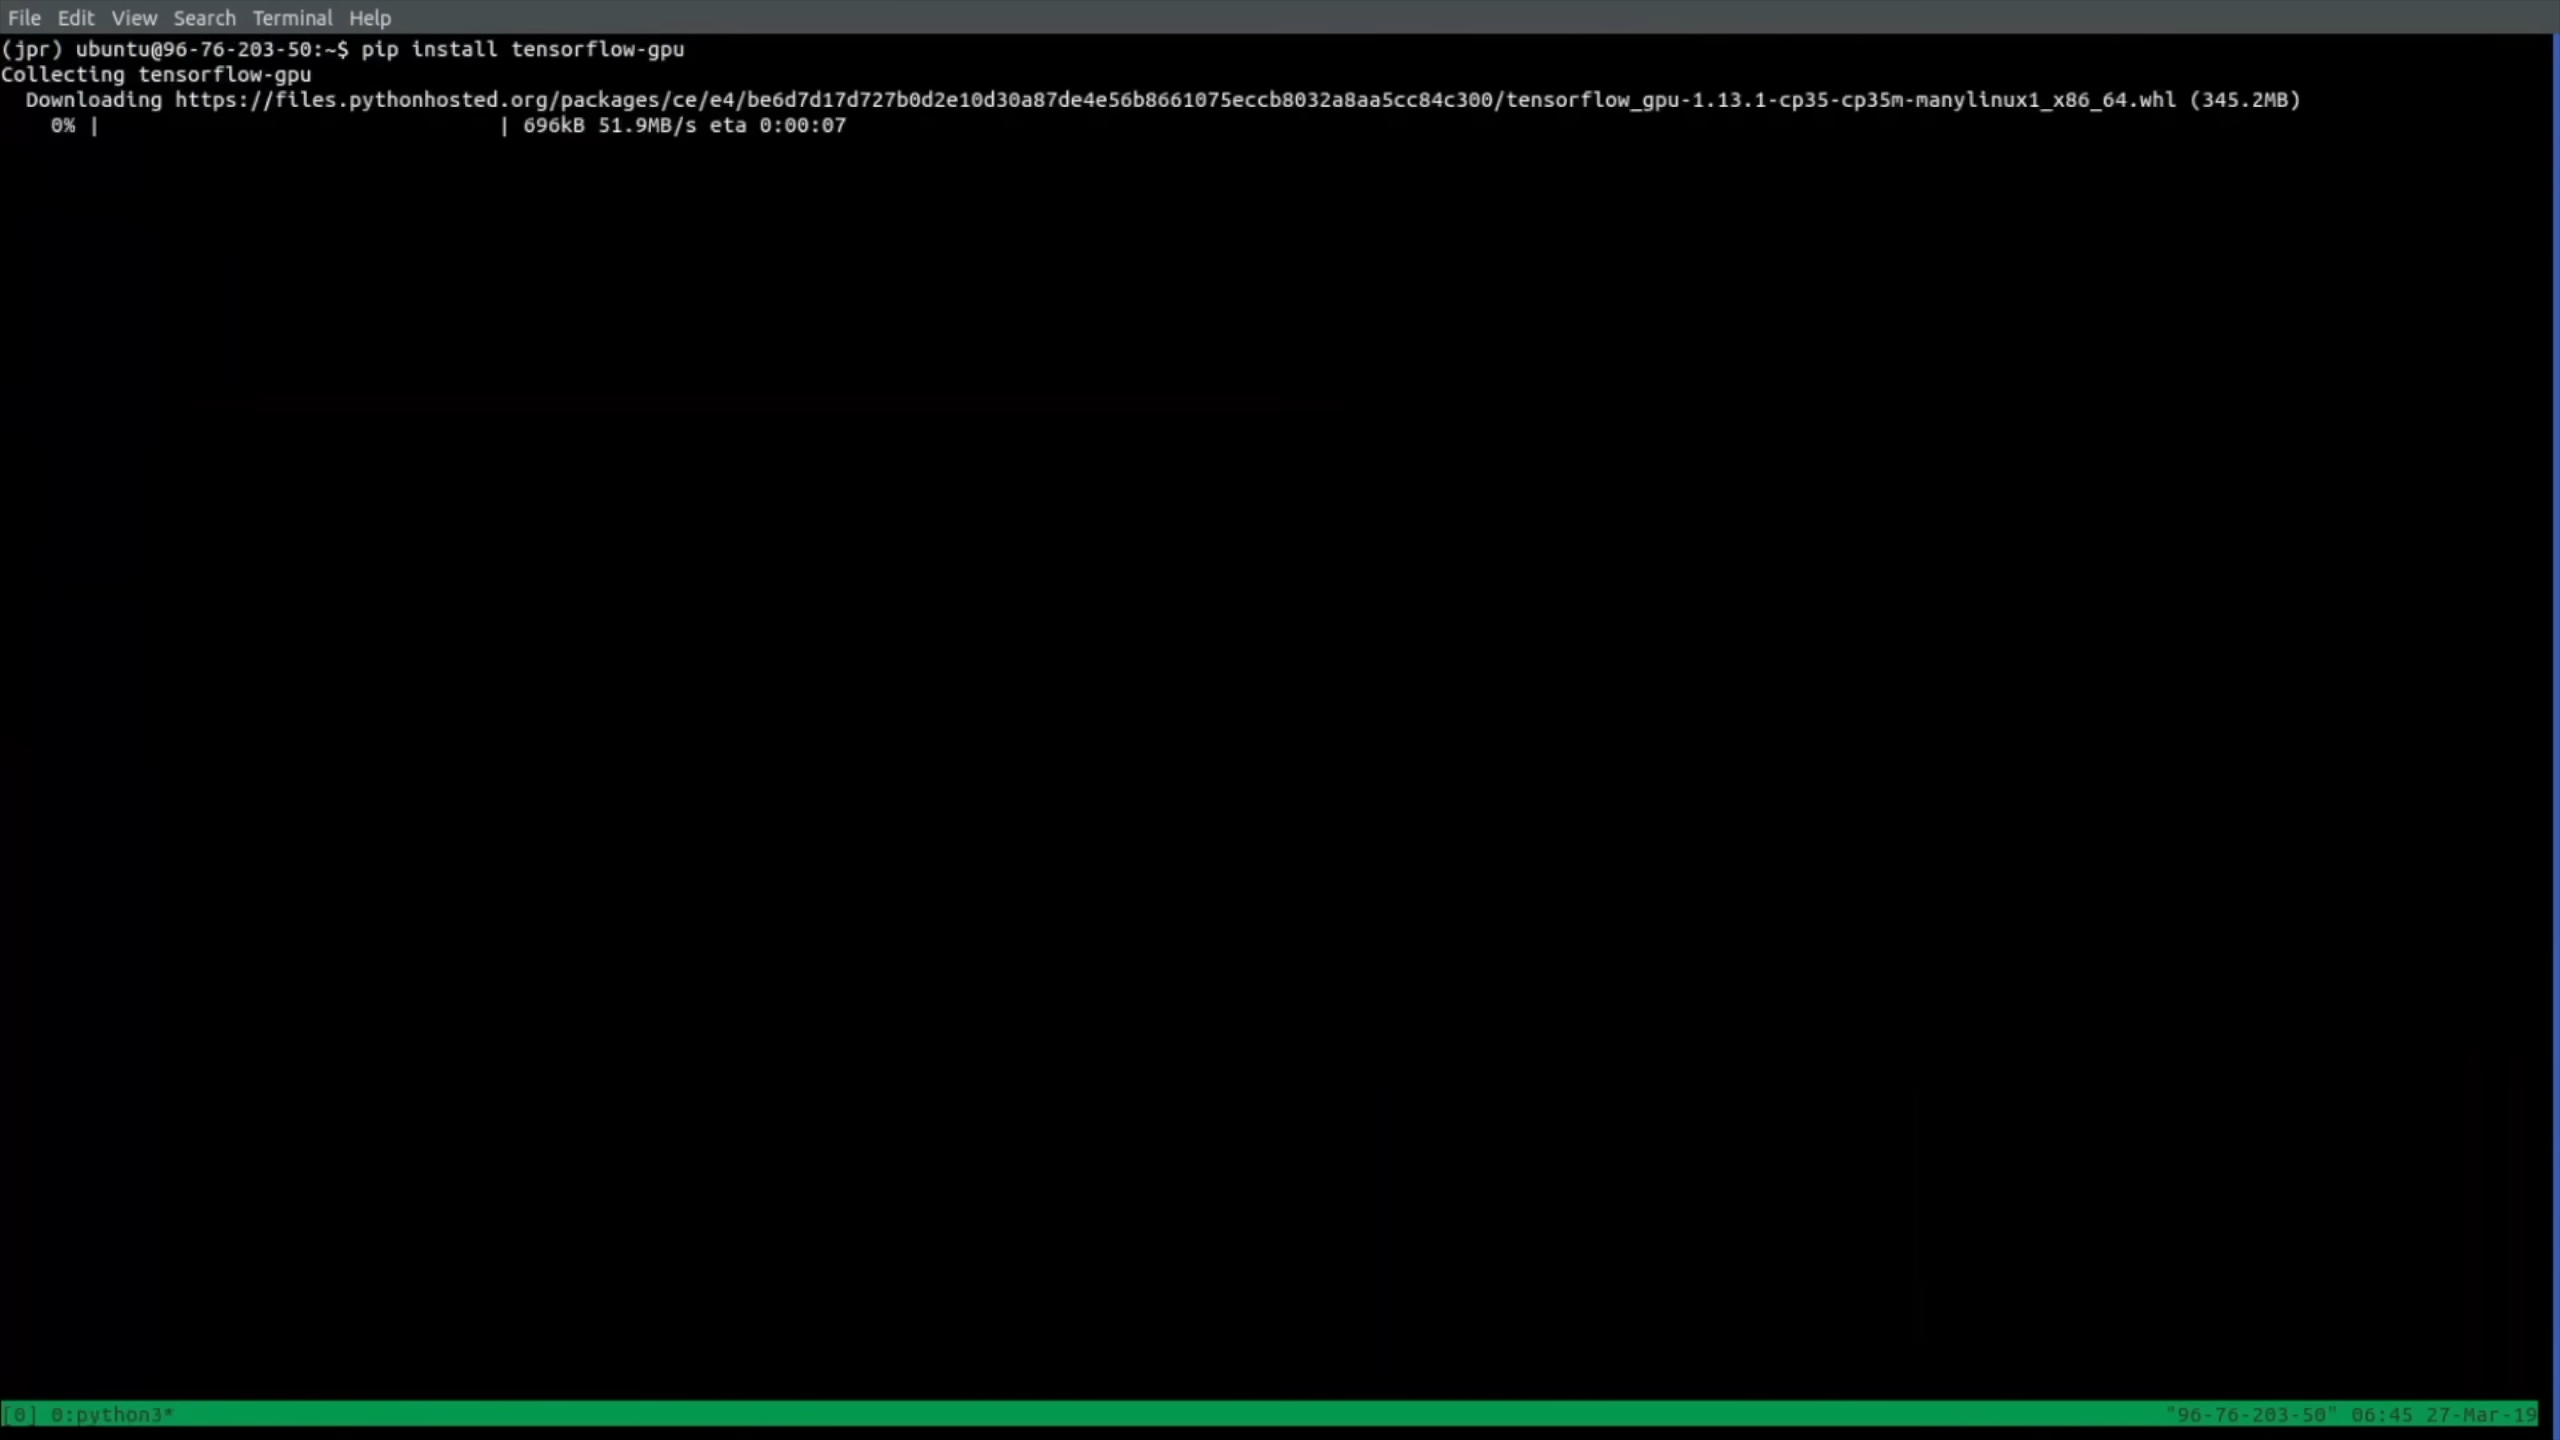 File Edit View Search Terminal Help
(jpr) ubuntu@96-76-203-50:~$ pip install tensorflow-gpu
Collecting tensorflow-gpu
  Downloading https://files.pythonhosted.org/packages/ce/e4/be6d7d17d727b0d2e10d30a87de4e56b8661075eccb8032a8aa5cc84c300/tensorflow_gpu-1.13.1-cp35-cp35m-manylinux1_x86_64.whl (345.2MB)
    0% |                                | 696kB 51.9MB/s eta 0:00:07
[0] 0:python3* "96-76-203-50" 06:45 27-Mar-19